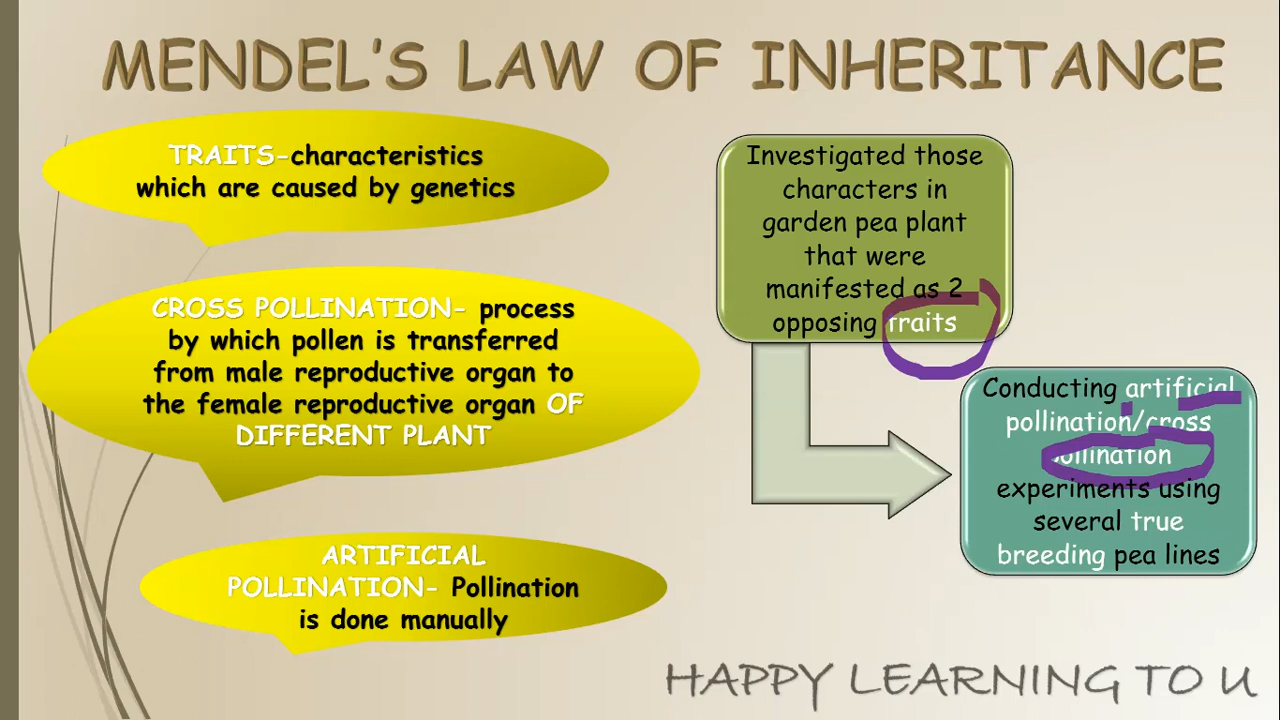 MENDEL'S LAW OF INHERITANCE
TRAITS-characteristics
which are caused by genetics
CROSS POLLINATION- process
by which pollen is transferred
from male reproductive organ to
the female reproductive organ OF
DIFFERENT PLANT
ARTIFICIAL
POLLINATION- Pollination
is done manually
Investigated those
characters in
garden pea plant
that were
manifested as 2
opposing traits
Conducting artificial
pollination/cross
pollination
experiments using
several true
breeding pea lines
HAPPY LEARNING TO U